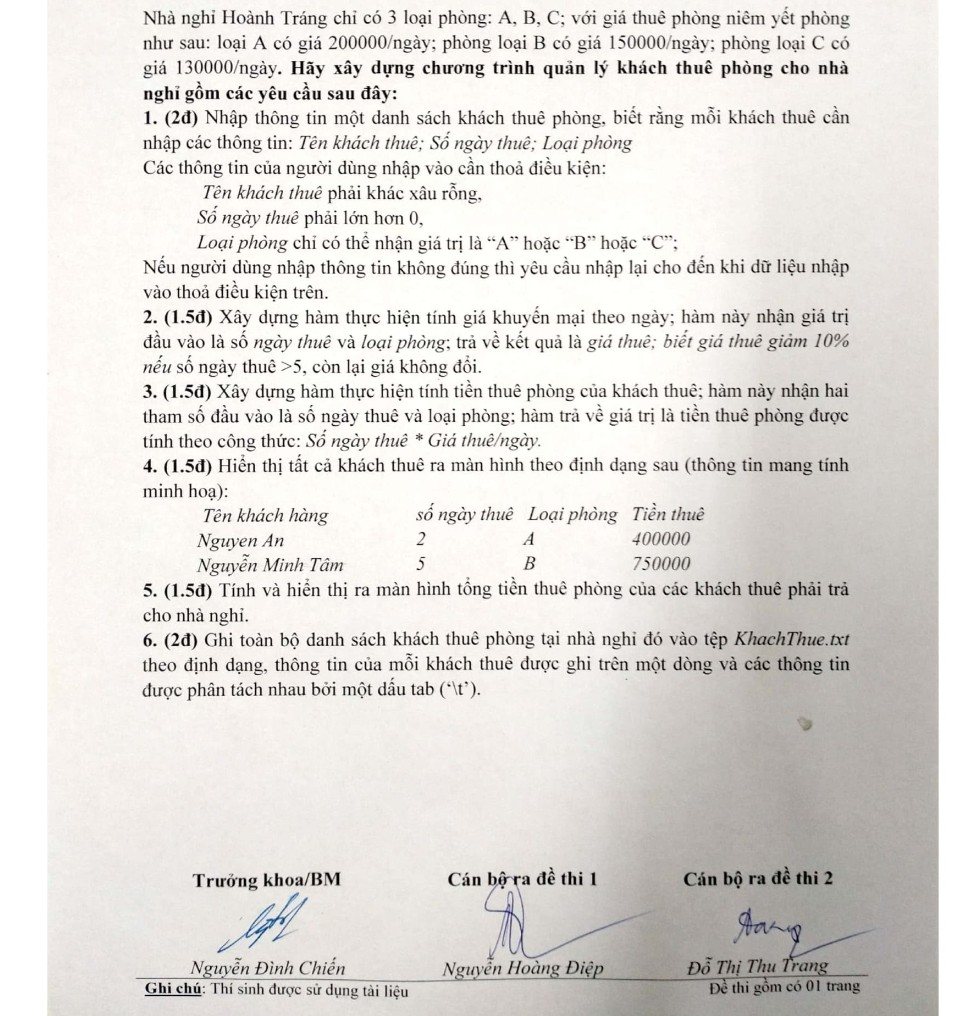 Nhà nghỉ Hoành Tráng chỉ có 3 loại phòng: A, B, C; với giá thuê phòng niêm yết phòng
như sau: loại A có giá 200000/ngày; phòng loại B có giá 150000/ngày; phòng loại C có
giá 130000/ngày. Hãy xây dựng chương trình quản lý khách thuê phòng cho nhà
nghỉ gồm các yêu cầu sau đây:
1. (2đ) Nhập thông tin một danh sách khách thuê phòng, biết rằng mỗi khách thuê cần
nhập các thông tin: Tên khách thuê; Số ngày thuê; Loại phòng
Các thông tin của người dùng nhập vào cần thoả điều kiện:
Tên khách thuê phải khác xâu rỗng,
Số ngày thuê phải lớn hơn 0,
Loại phòng chỉ có thể nhận giá trị là “A” hoặc “B” hoặc “C”;
Nếu người dùng nhập thông tin không đúng thì yêu cầu nhập lại cho đến khi dữ liệu nhập
vào thoả điều kiện trên.
2. (1.5đ) Xây dựng hàm thực hiện tính giá khuyến mại theo ngày; hàm này nhận giá trị
đầu vào là số ngày thuê và loại phòng; trả về kết quả là giá thuê; biết giá thuê giảm 10%
nếu số ngày thuê >5, còn lại giá không đổi.
3. (1.5đ) Xây dựng hàm thực hiện tính tiền thuê phòng của khách thuê; hàm này nhận hai
tham số đầu vào là số ngày thuê và loại phòng; hàm trả về giá trị là tiền thuê phòng được
tính theo công thức: Số ngày thuê * Giá thuê/ngày.
4. (1.5đ) Hiển thị tất cả khách thuê ra màn hình theo định dạng sau (thông tin mang tính
minh hoạ):
Tên khách hàng số ngày thuê Loại phòng Tiền thuê
Nguyen An 2 A 400000
Nguyễn Minh Tâm 5 B 750000
5. (1.5đ) Tính và hiển thị ra màn hình tổng tiền thuê phòng của các khách thuê phải trả
cho nhà nghỉ.
6. (2đ) Ghi toàn bộ danh sách khách thuê phòng tại nhà nghỉ đó vào tệp KhachThue.txt
theo định dạng, thông tin của mỗi khách thuê được ghi trên một dòng và các thông tin
được phân tách nhau bởi một dấu tab (‘\t’).
Trưởng khoa/BM Cán bộ ra đề thi 1 Cán bộ ra đề thi 2
Nguyễn Đình Chiến Nguyễn Hoàng Điệp Đỗ Thị Thu Trang
Ghi chú: Thí sinh được sử dụng tài liệu Đề thi gồm có 01 trang